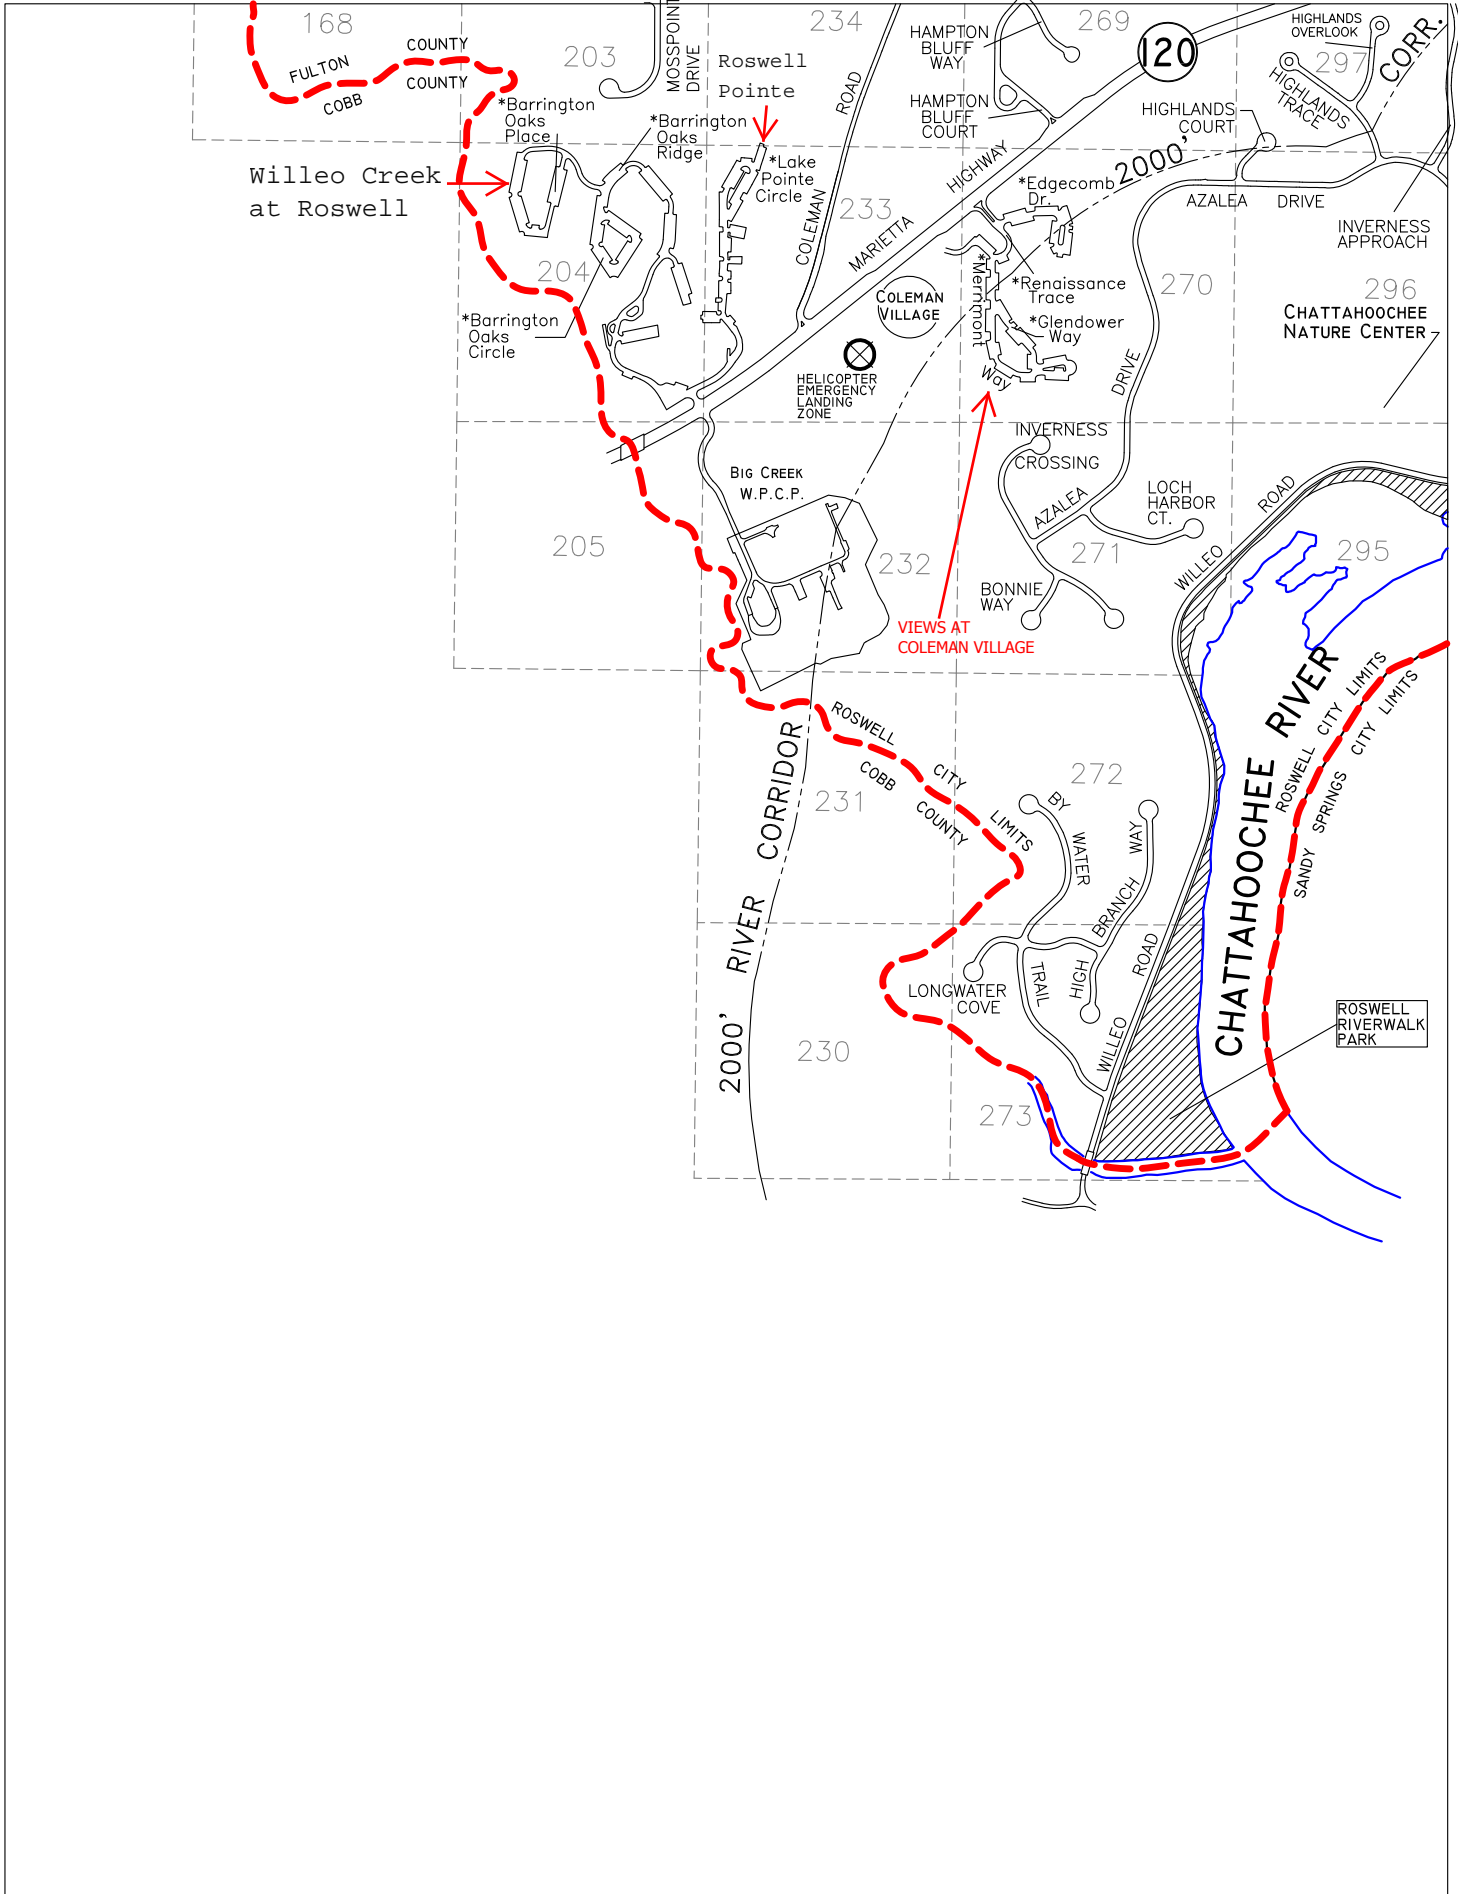 168
FULTON
COUNTY
COBB
COUNTY
203
MOSSPOINT
DRIVE
234
Roswell
Pointe
ROAD
COLEMAN
HAMPTON
BLUFF
WAY
269
120
HIGHLANDS
OVERLOOK
297
CORR.
HAMPTON
BLUFF
COURT
HIGHLANDS
COURT
HIGHLANDS
TRACE
*Barrington
Oaks
Place
*Barrington
Oaks
Ridge
*Lake
Pointe
Circle
Willeo Creek
at Roswell
HIGHWAY
MARIETTA
2000'
*Edgecomb
Dr.
233
AZALEA DRIVE
INVERNESS
APPROACH
204
*Merrimont
Way
*Renaissance
Trace
270
296
COLEMAN
VILLAGE
*Glendower
Way
CHATTAHOOCHEE
NATURE CENTER
*Barrington
Oaks
Circle
HELICOPTER
EMERGENCY
LANDING
ZONE
DRIVE
AZALEA
INVERNESS
CROSSING
BIG CREEK
W.P.C.P.
LOCH
HARBOR
CT.
ROAD
WILLEO
205
232
271
295
BONNIE
WAY
VIEWS AT
COLEMAN VILLAGE
CHATTAHOOCHEE RIVER
ROSWELL CITY LIMITS
SANDY SPRINGS CITY LIMITS
ROSWELL CITY LIMITS
COBB COUNTY
2000' RIVER CORRIDOR
231
272
BY
WATER
TRAIL
WAY
BRANCH
HIGH
ROAD
WILLEO
LONGWATER
COVE
ROSWELL
RIVERWALK
PARK
230
273